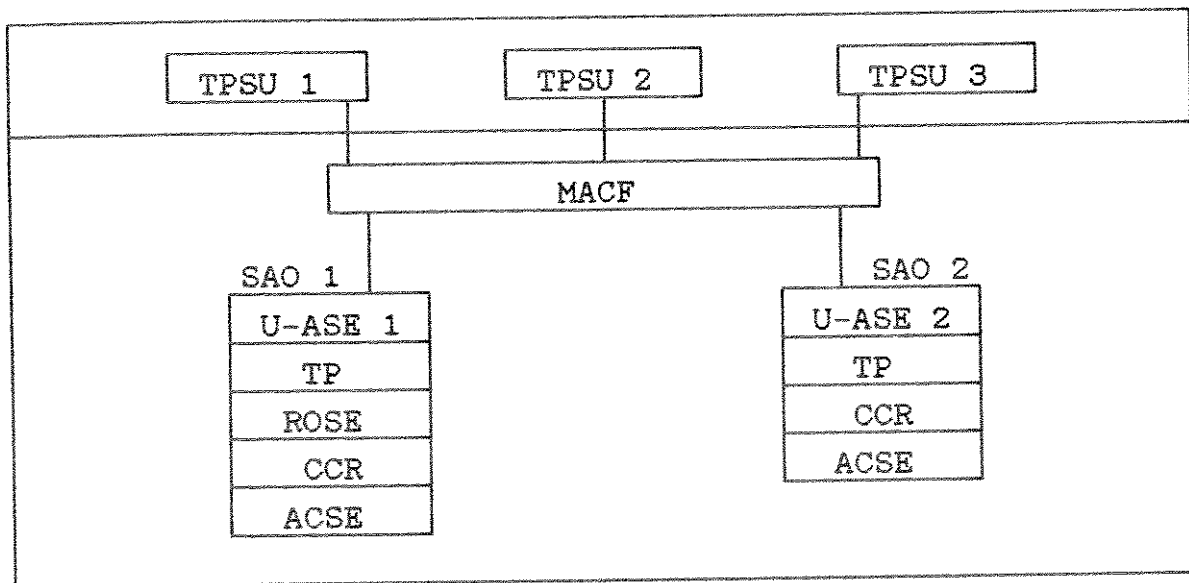 TPSU 1
TPSU 2
TPSU 3
MACF
SAO 1
U-ASE 1
TP
ROSE
CCR
ACSE
SAO 2
U-ASE 2
TP
CCR
ACSE